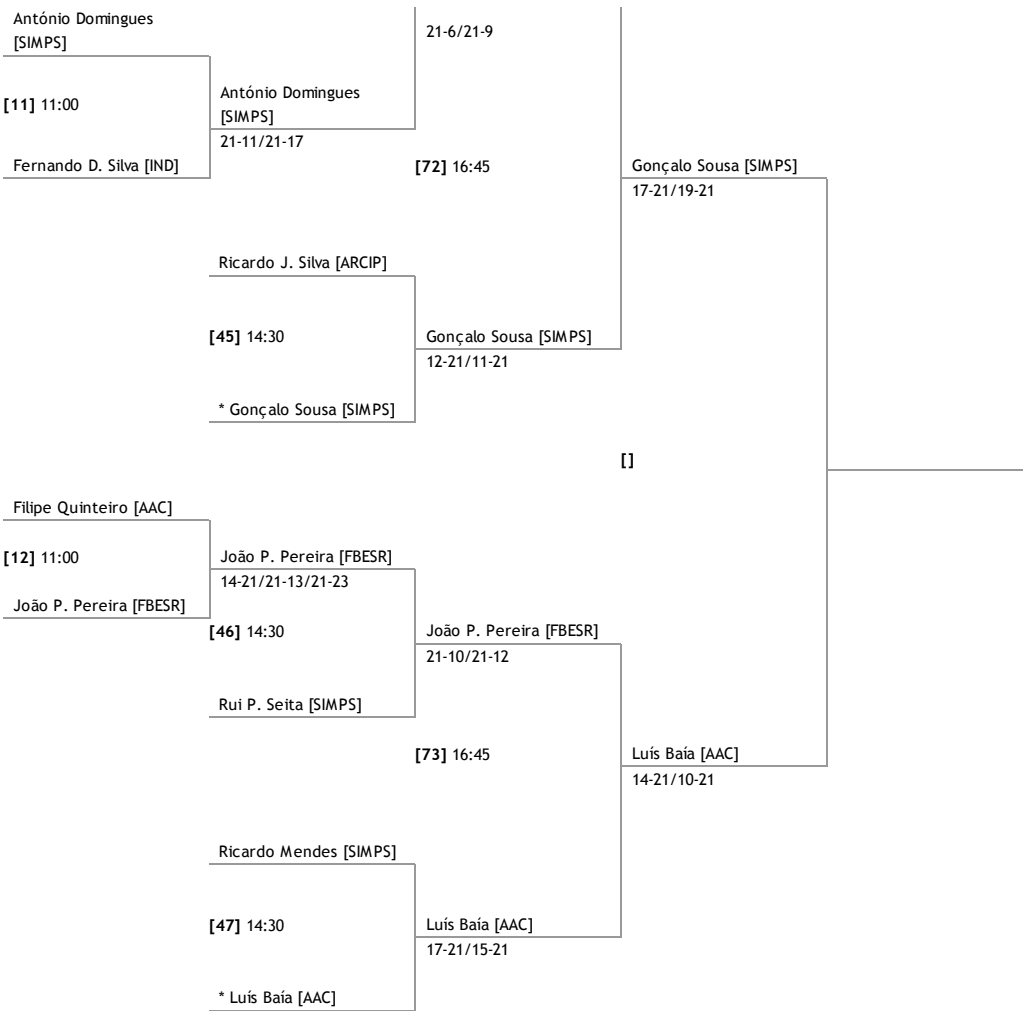 António Domingues
[SIMPS]
21-6/21-9
[11] 11:00
António Domingues
[SIMPS]
21-11/21-17
Fernando D. Silva [IND]
[72] 16:45
Gonçalo Sousa [SIMPS]
17-21/19-21
Ricardo J. Silva [ARCIP]
[45] 14:30
Gonçalo Sousa [SIMPS]
12-21/11-21
* Gonçalo Sousa [SIMPS]
[]
Filipe Quinteiro [AAC]
[12] 11:00
João P. Pereira [FBESR]
14-21/21-13/21-23
João P. Pereira [FBESR]
[46] 14:30
João P. Pereira [FBESR]
21-10/21-12
Rui P. Seita [SIMPS]
[73] 16:45
Luís Baía [AAC]
14-21/10-21
Ricardo Mendes [SIMPS]
[47] 14:30
Luís Baía [AAC]
17-21/15-21
* Luís Baía [AAC]